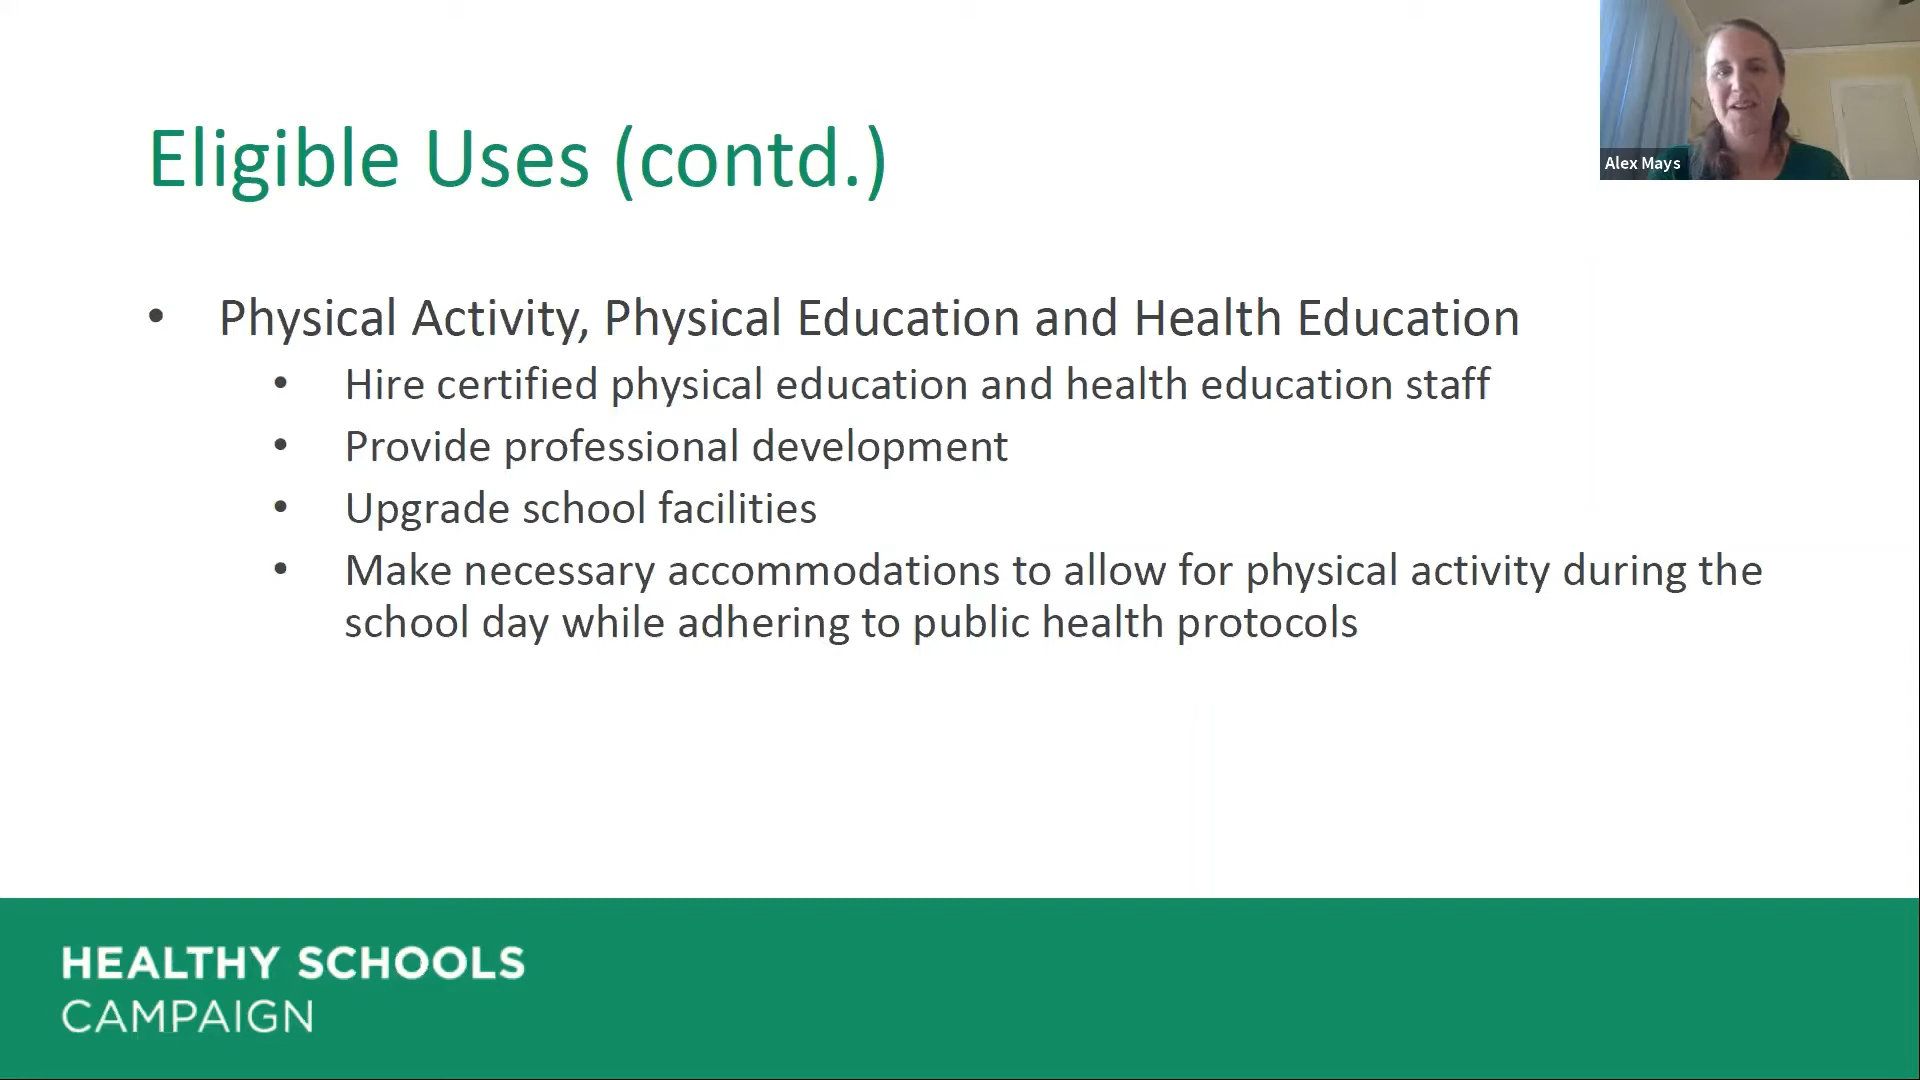 Eligible Uses (contd.)
Alex Mays
• Physical Activity, Physical Education and Health Education
• Hire certified physical education and health education staff
• Provide professional development
• Upgrade school facilities
• Make necessary accommodations to allow for physical activity during the
school day while adhering to public health protocols
HEALTHY SCHOOLS
CAMPAIGN